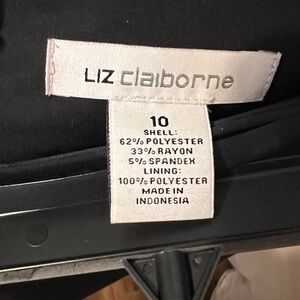 LIZ claiborne
10
SHELL:
62% POLYESTER
33% RAYON
5% SPANDEX
LINING:
100% POLYESTER
MADE IN
INDONESIA